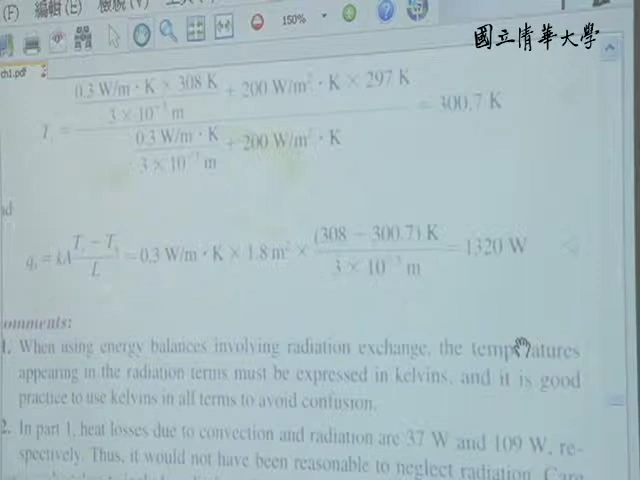 (F) 編輯(E) 檢視(V)
150%
國立清華大學
ch1.pdf
0.3 W/m · K × 308 K
3 × 10⁻³ m
+ 200 W/m² · K × 297 K
T = = 300.7 K
0.3 W/m · K
3 × 10⁻³ m
+ 200 W/m² · K
nd
= kA
L
= 0.3 W/m · K × 1.8 m² ×
(308 − 300.7) K
3 × 10⁻³ m
= 1320 W
omments:
1. When using energy balances involving radiation exchange, the temperatures
appearing in the radiation terms must be expressed in kelvins, and it is good
practice to use kelvins in all terms to avoid confusion.
2. In part 1, heat losses due to convection and radiation are 37 W and 109 W, re-
spectively. Thus, it would not have been reasonable to neglect radiation. Care